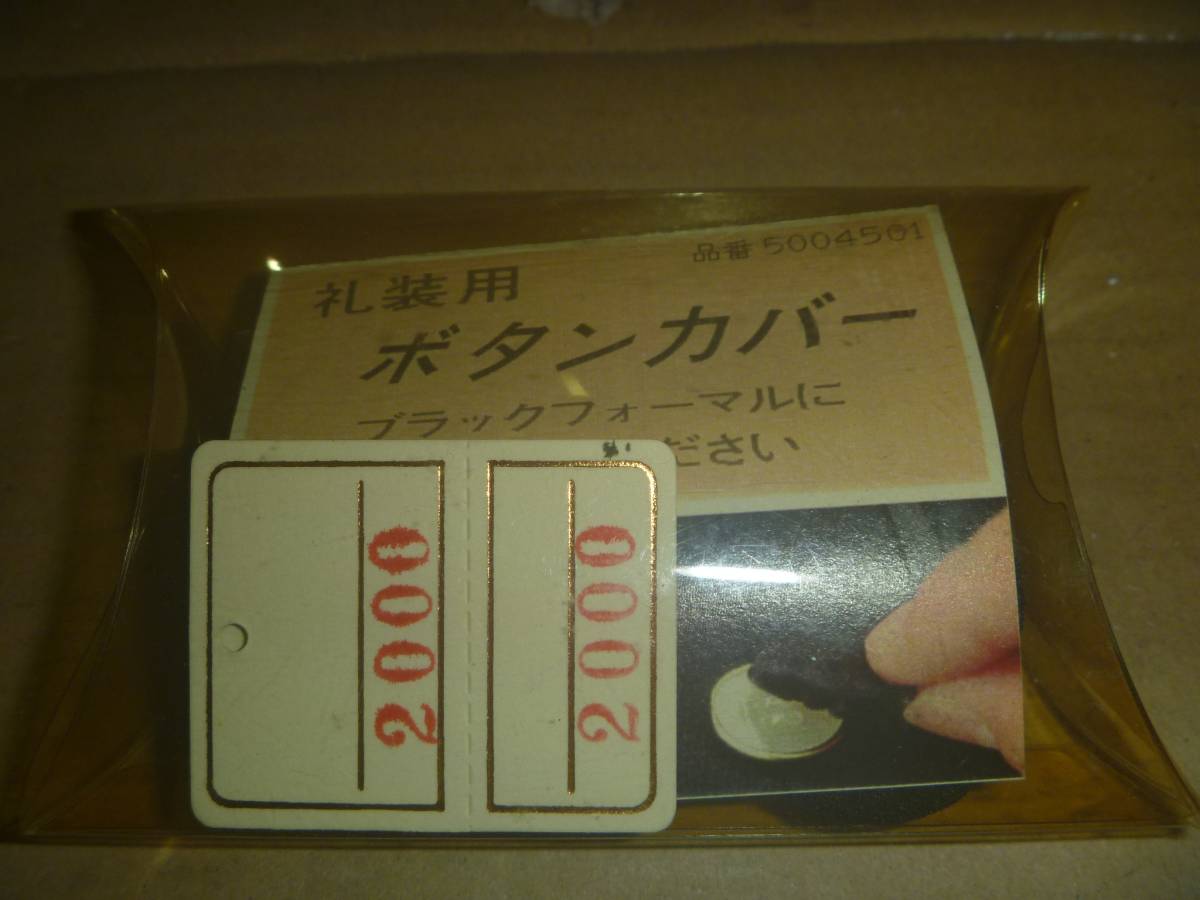 品番 5004501
礼装用
ボタンカバー
ブラックフォーマルに
ださい
2000
2000